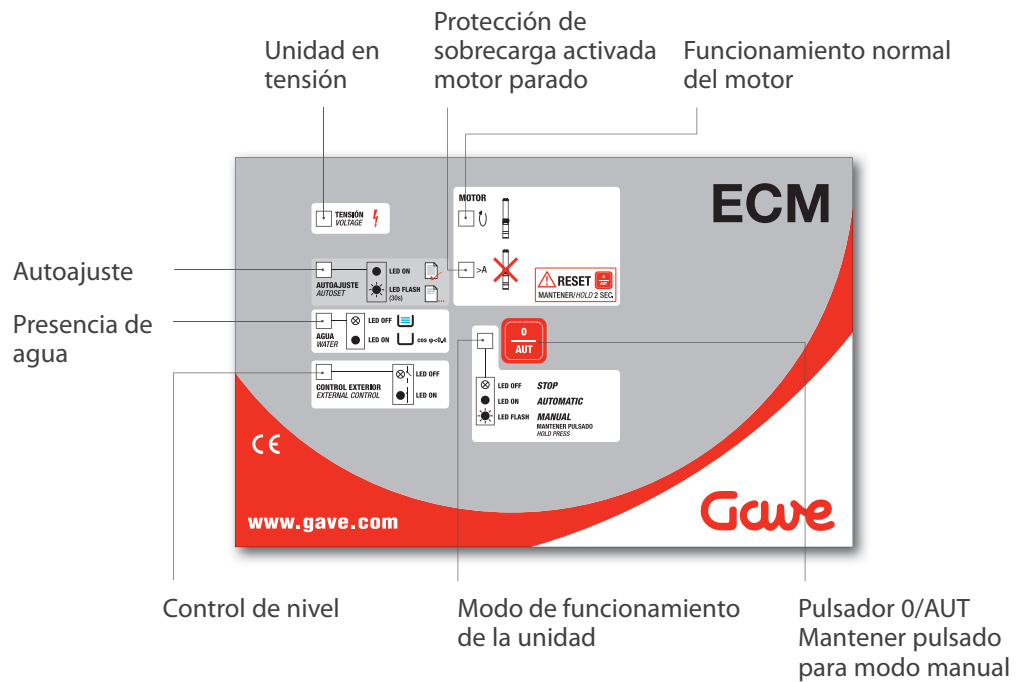 Protección de
sobrecarga activada
motor parado
Unidad en
tensión
Funcionamiento normal
del motor
Autoajuste
Presencia de
agua
TENSIÓN
VOLTAGE
MOTOR
ECM
>A
RESET
0
AUT
MANTENER/HOLD 2 SEC.
AUTOAJUSTE
AUTOSET
LED ON
LED FLASH
(30s)
...
AGUA
WATER
LED OFF
LED ON
cos φ<0,4
CONTROL EXTERIOR
EXTERNAL CONTROL
LED OFF
LED ON
0
AUT
LED OFF STOP
LED ON AUTOMATIC
LED FLASH MANUAL
MANTENER PULSADO
HOLD PRESS
CE
www.gave.com
Gave
Control de nivel
Modo de funcionamiento
de la unidad
Pulsador 0/AUT
Mantener pulsado
para modo manual